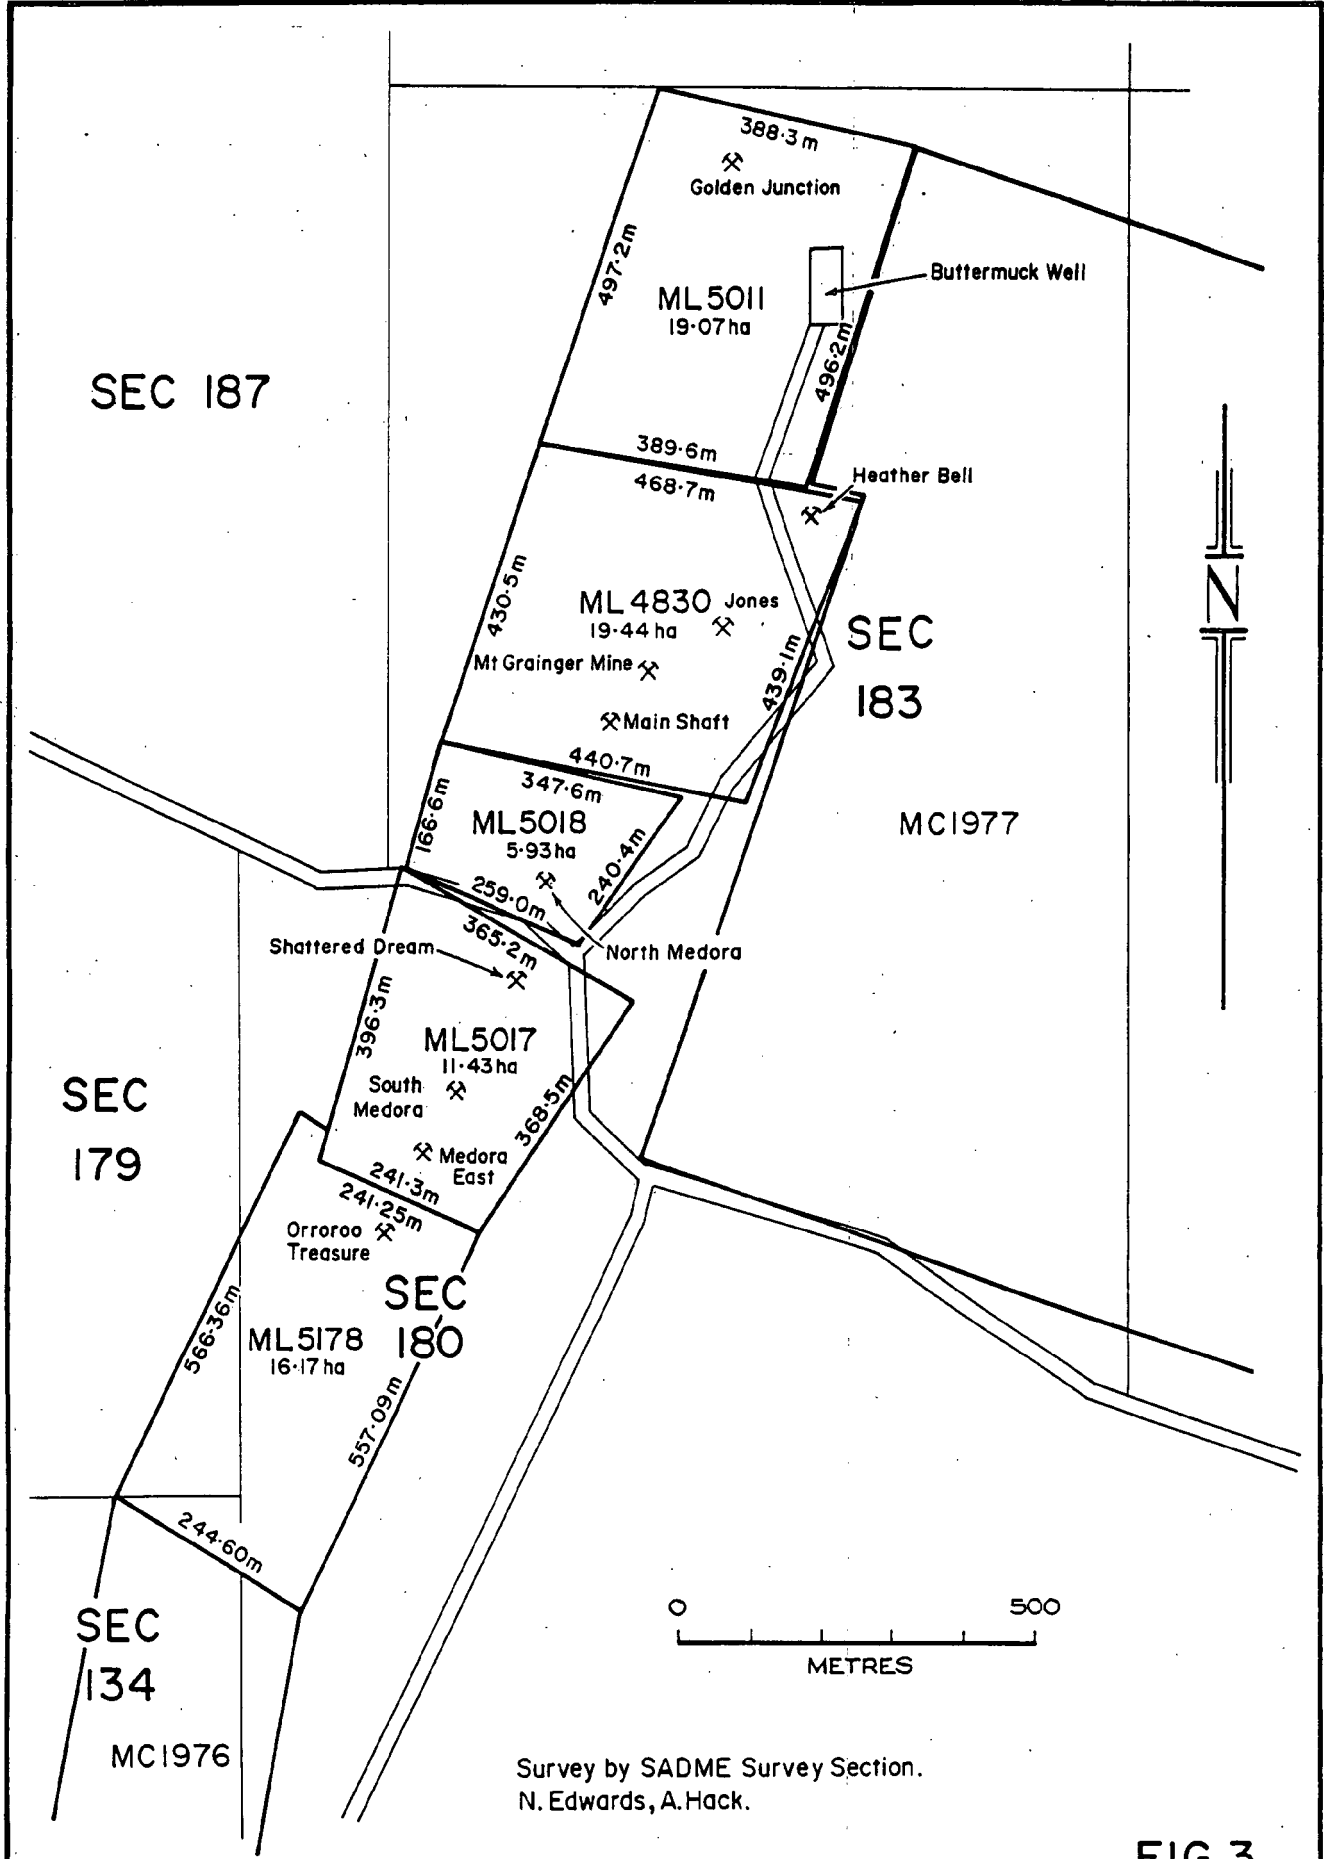 388·3m
Golden Junction
497·2m
Buttermuck Well
ML5011
19·07ha
496·2m
SEC 187
389·6m
468·7m
Heather Bell
430·5m
ML4830
19·44ha
Jones
N
SEC
183
Mt Grainger Mine
439·1m
Main Shaft
440·7m
347·6m
166·6m
ML5018
5·93ha
MC1977
240·4m
259·0m
365·2m
Shattered Dream
North Medora
396·3m
ML5017
11·43ha
South
Medora
368·5m
SEC
179
Medora
East
241·3m
241·25m
Orroroo
Treasure
SEC
180
566·36m
ML5178
16·17ha
557·09m
244·60m
SEC
134
0 500
METRES
MC1976
Survey by SADME Survey Section.
N. Edwards, A.Hack.
FIG 3